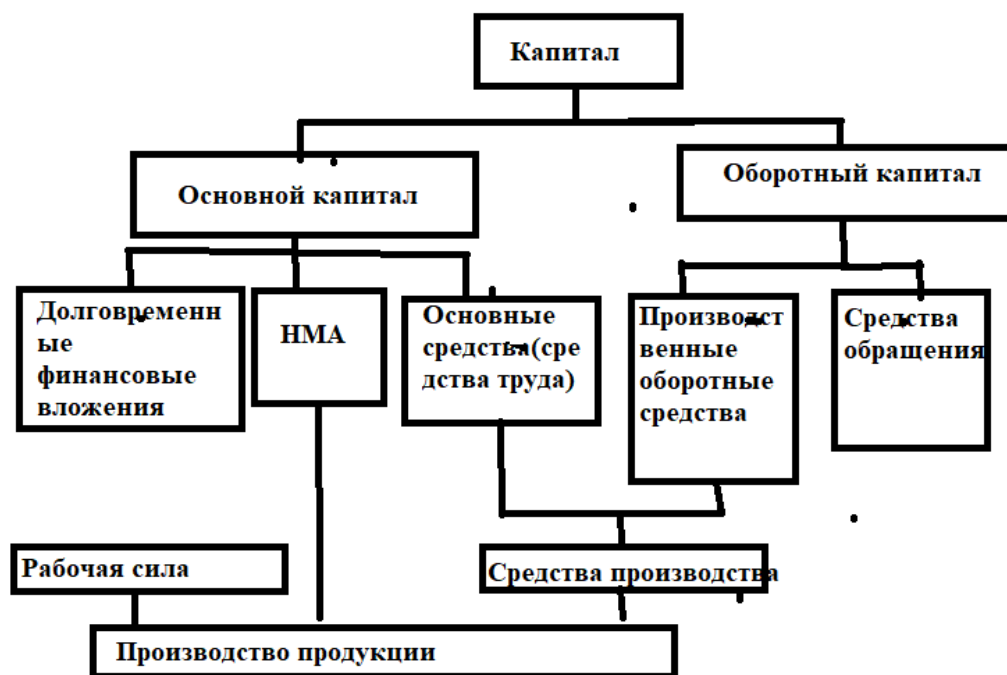 Капитал
Основной капитал
Оборотный капитал
Долговременн
ые
финансовые
вложения
НМА
Основные
средства(сре
дства труда)
Производст
венные
оборотные
средства
Средства
обращения
Рабочая сила
Средства производства
Производство продукции